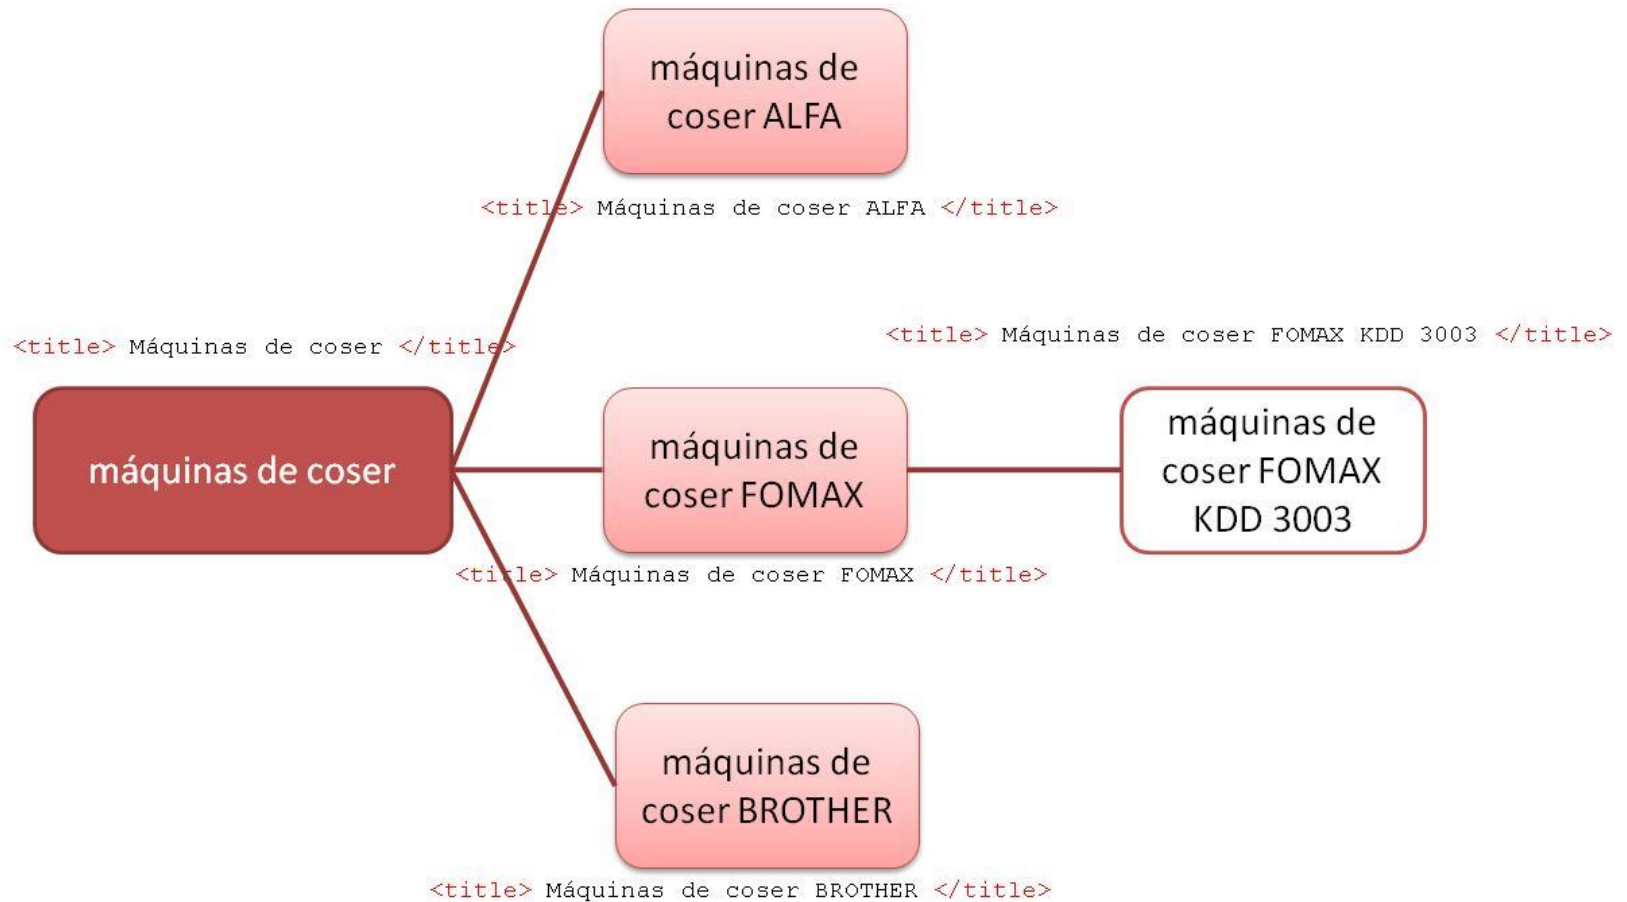 máquinas de
coser ALFA
<title> Máquinas de coser ALFA </title>
<title> Máquinas de coser </title>
máquinas de coser
máquinas de
coser FOMAX
<title> Máquinas de coser FOMAX </title>
<title> Máquinas de coser FOMAX KDD 3003 </title>
máquinas de
coser FOMAX
KDD 3003
máquinas de
coser BROTHER
<title> Máquinas de coser BROTHER </title>